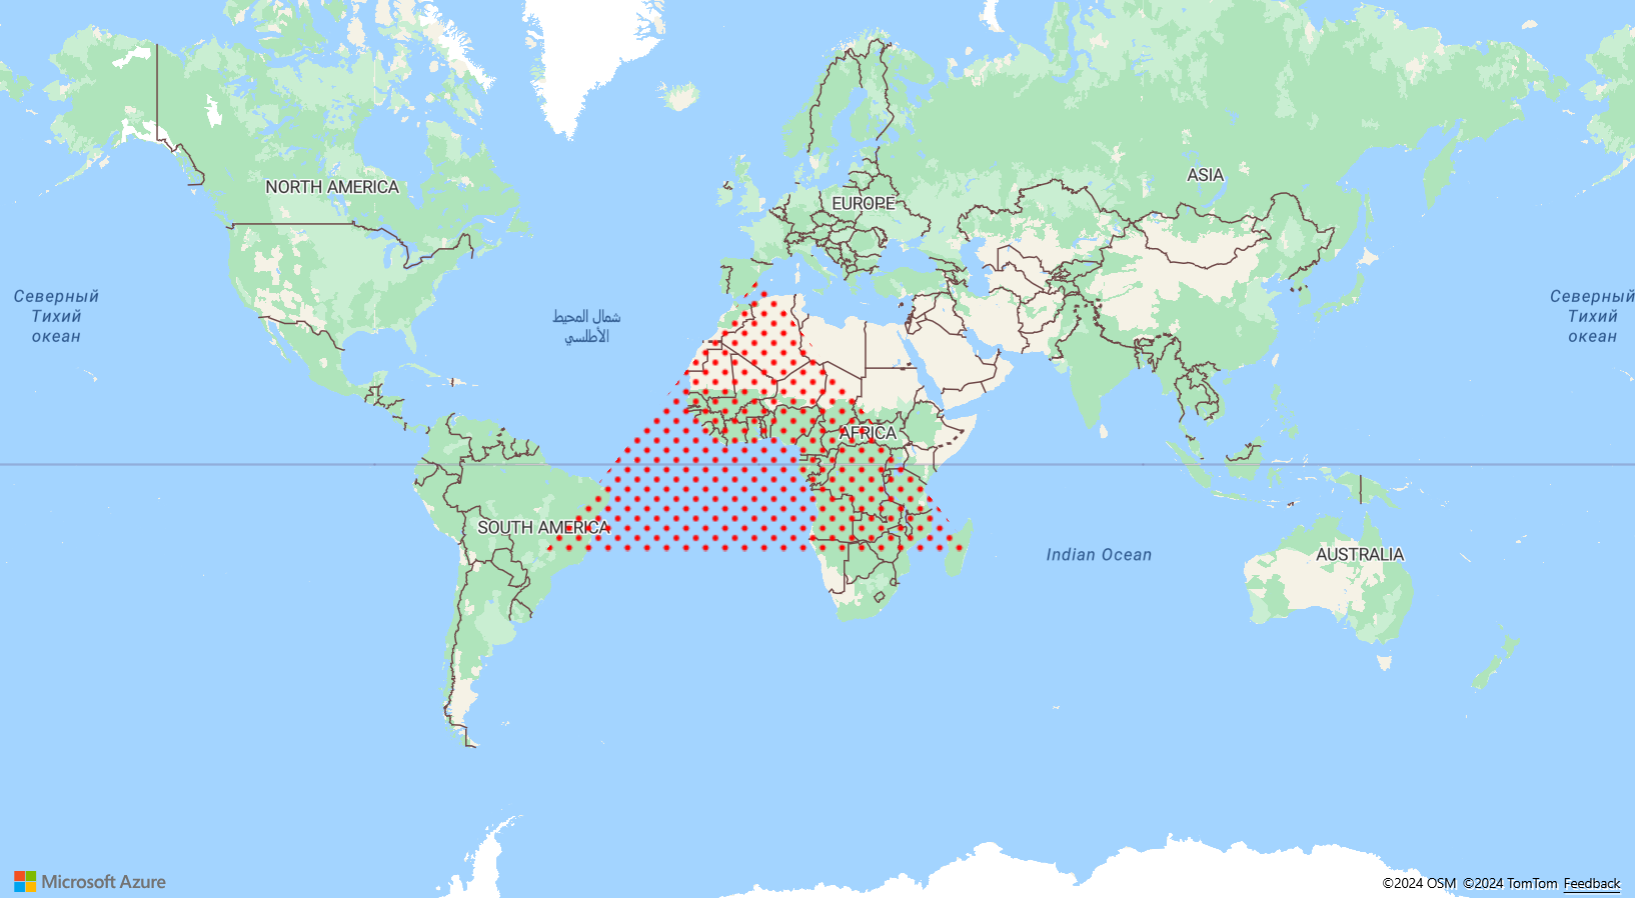 NORTH AMERICA
ASIA
EUROPE
Северный
Тихий
океан
شمال المحيط
الأطلسي
Северный
Тихий
океан
AFRICA
SOUTH AMERICA
Indian Ocean
AUSTRALIA
Microsoft Azure
©2024 OSM ©2024 TomTom Feedback